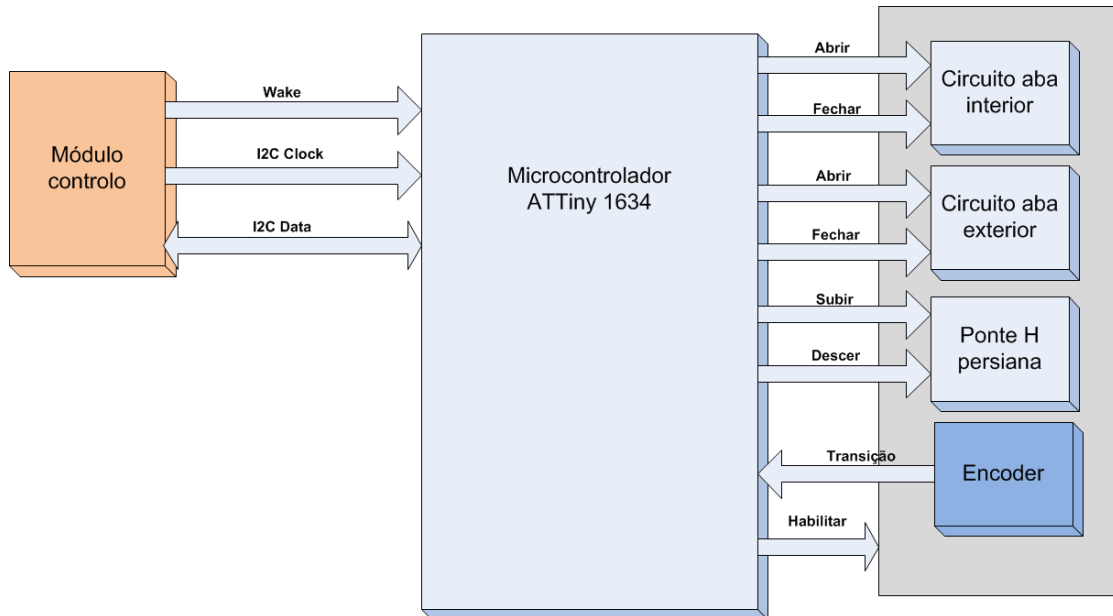 Módulo
controlo
Wake
I2C Clock
I2C Data
Microcontrolador
ATTiny 1634
Abrir
Fechar
Abrir
Fechar
Subir
Descer
Transição
Habilitar
Circuito aba
interior
Circuito aba
exterior
Ponte H
persiana
Encoder